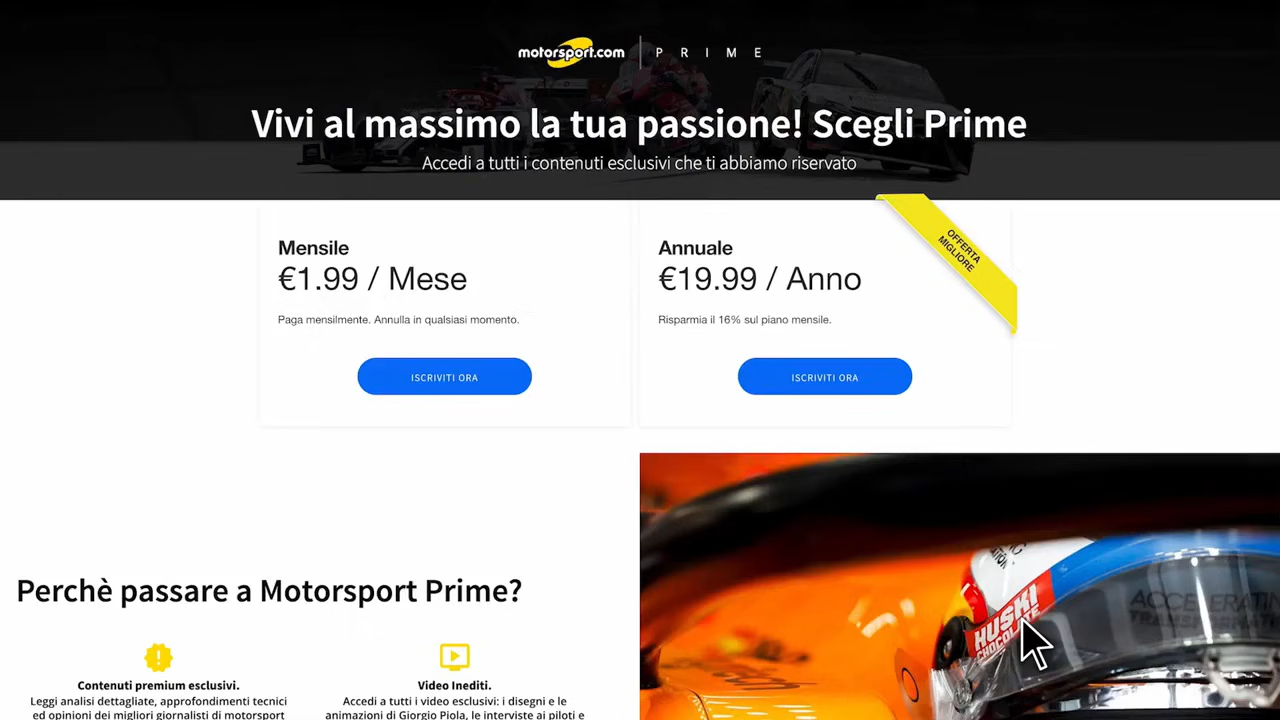 motorsport.com PRIME
Vivi al massimo la tua passione! Scegli Prime
Accedi a tutti i contenuti esclusivi che ti abbiamo riservato
Mensile
€1.99 / Mese
Paga mensilmente. Annulla in qualsiasi momento.
ISCRIVITI ORA
Annuale
€19.99 / Anno
Risparmia il 16% sul piano mensile.
ISCRIVITI ORA
OFFERTA
MIGLIORE
Perchè passare a Motorsport Prime?
Contenuti premium esclusivi.
Leggi analisi dettagliate, approfondimenti tecnici
ed opinioni dei migliori giornalisti di motorsport
Video Inediti.
Accedi a tutti i video esclusivi: i disegni e le
animazioni di Giorgio Piola, le interviste ai piloti e
HUSKI
CHOCOLATE